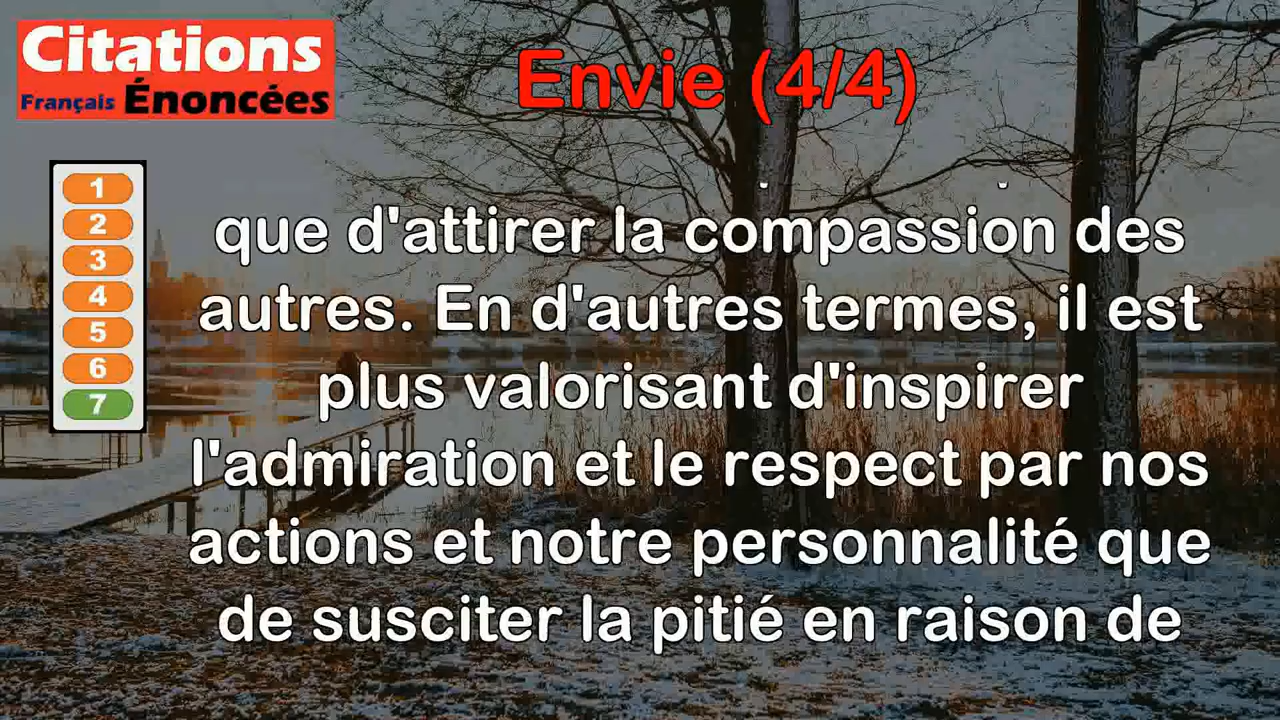 Citations
Français Énoncées
Envie (4/4)
1
2
3
4
5
6
7
que d'attirer la compassion des
autres. En d'autres termes, il est
plus valorisant d'inspirer
l'admiration et le respect par nos
actions et notre personnalité que
de susciter la pitié en raison de